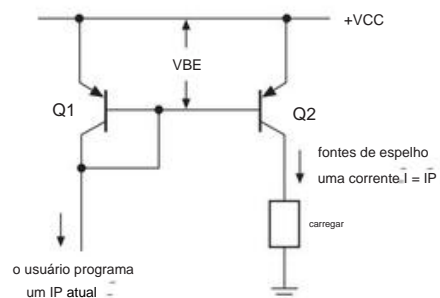 +VCC
VBE
Q1
Q2
fontes de espelho
uma corrente I = IP
carregar
o usuário programa
um IP atual